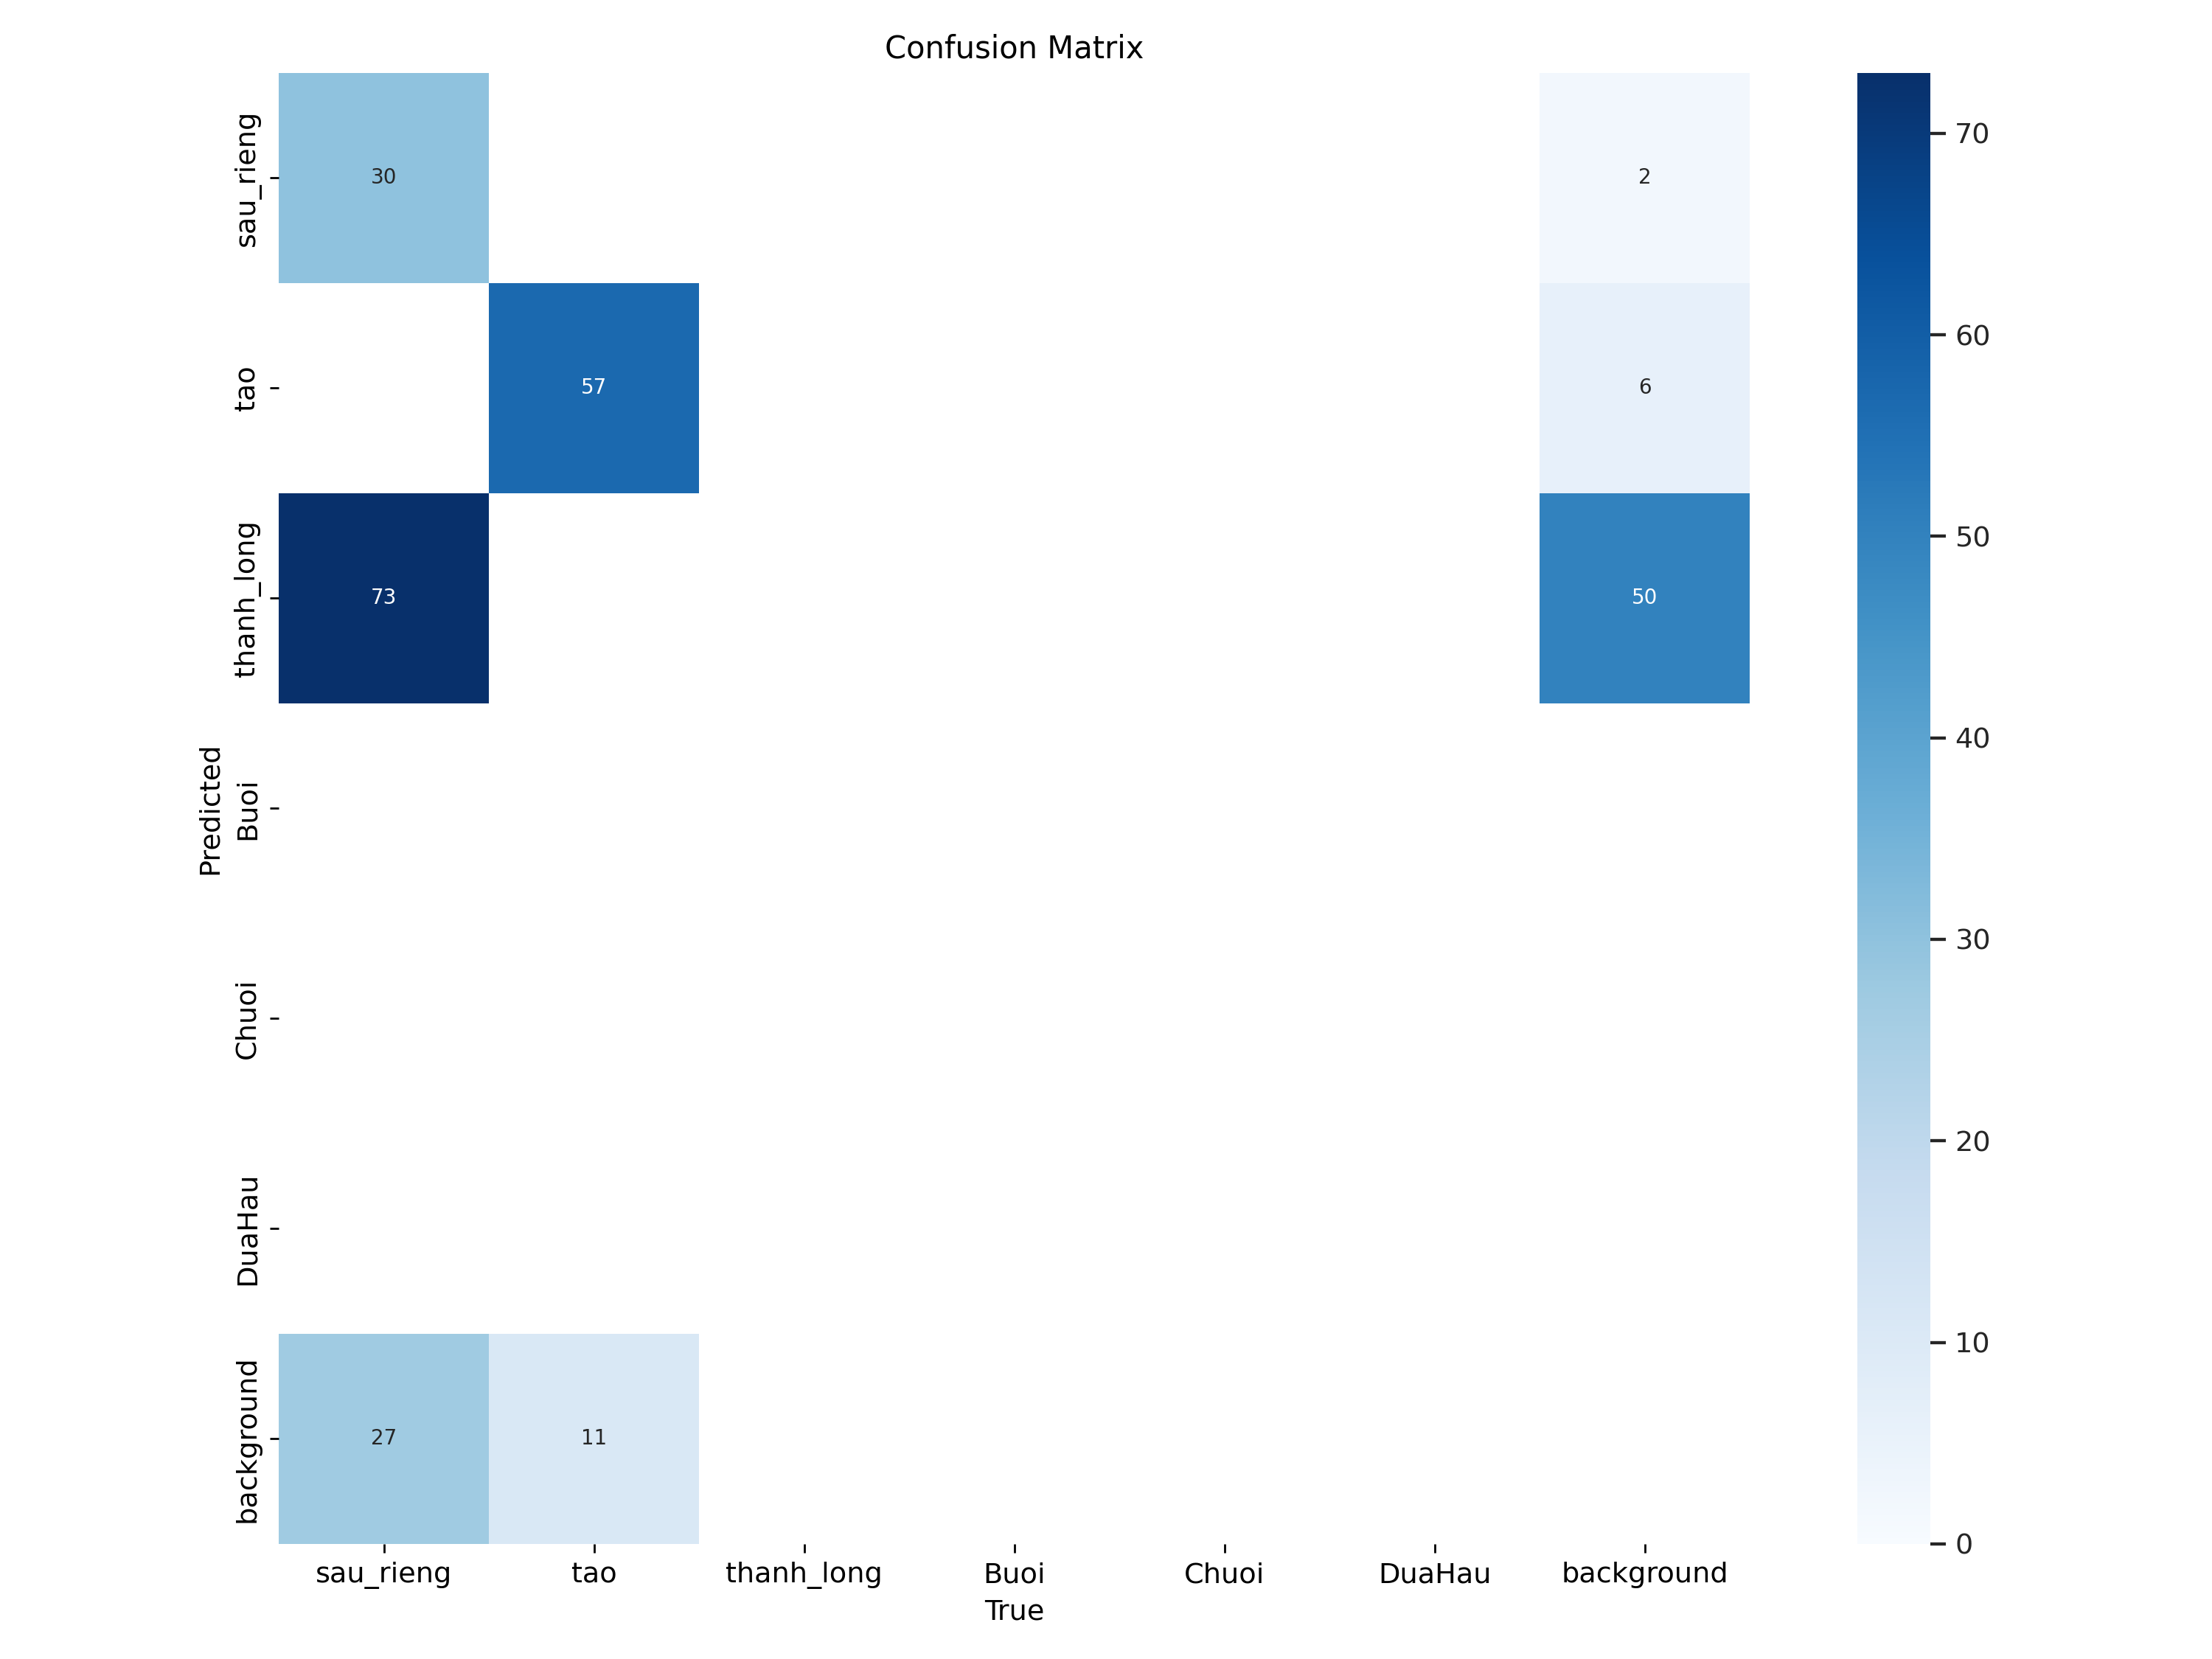 Confusion Matrix
sau_rieng
tao
thanh_long
Buoi
Chuoi
DuaHau
background
Predicted
30
2
57
6
73
50
27
11
sau_rieng
tao
thanh_long
Buoi
Chuoi
DuaHau
background
True
70
60
50
40
30
20
10
0